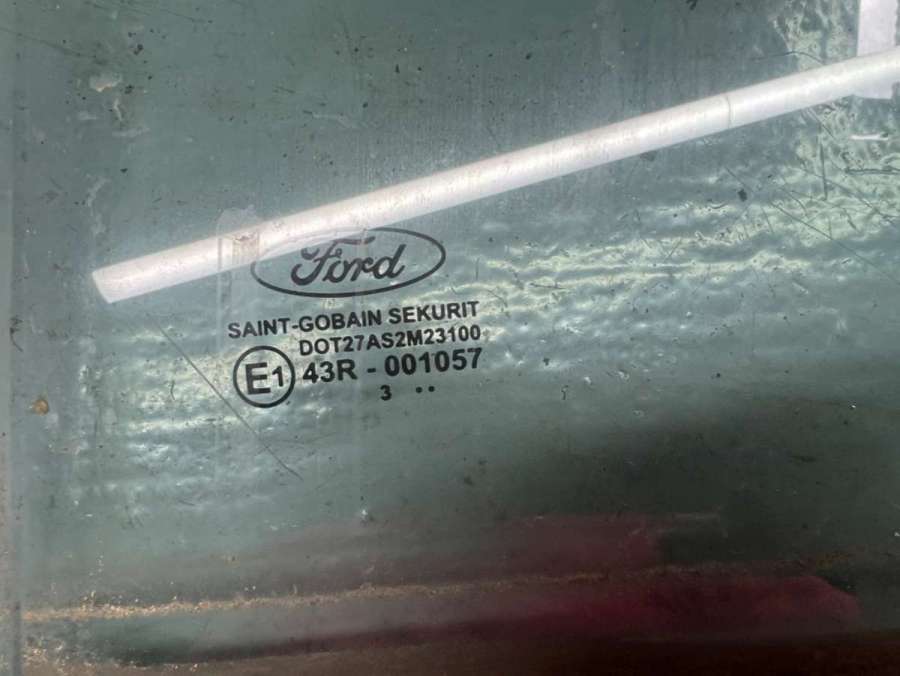 Ford
SAINT-GOBAIN SEKURIT
DOT27AS2M23100
E1 43R - 001057
3 ..